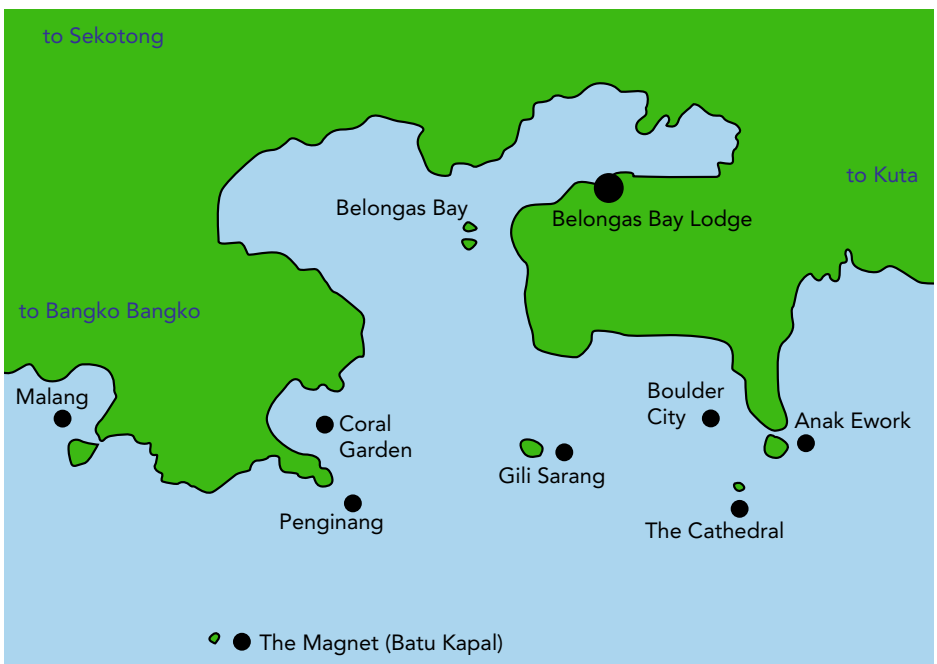 to Sekotong
to Kuta
Belongas Bay
Belongas Bay Lodge
to Bangko Bangko
Malang
Coral
Garden
Boulder
City
Anak Ework
Gili Sarang
Penginang
The Cathedral
The Magnet (Batu Kapal)